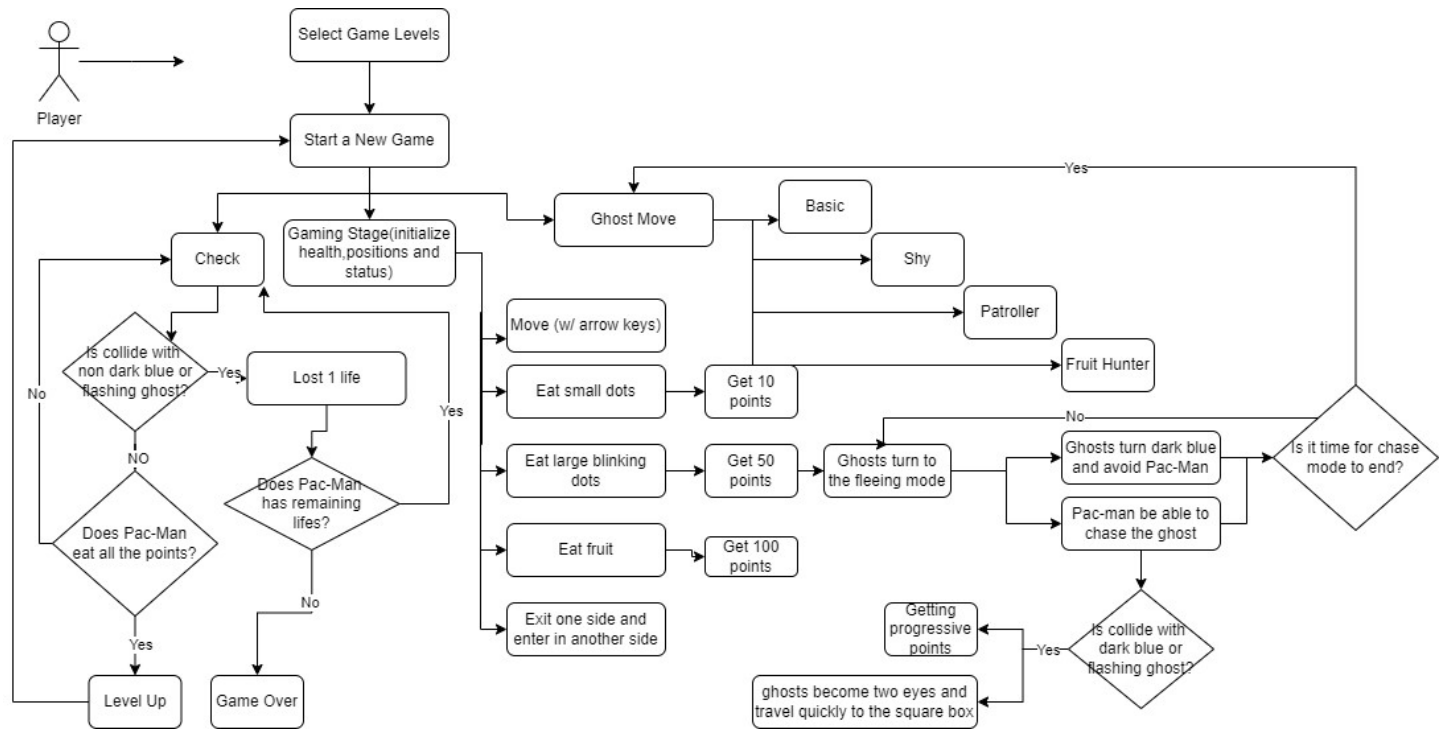 Select Game Levels
Player
Start a New Game
Yes
Basic
Ghost Move
Gaming Stage(initialize
health,positions and
status)
Check
Shy
Patroller
Move (w/ arrow keys)
Is collide with
non dark blue or
flashing ghost?
Yes
Lost 1 life
Fruit Hunter
No
Yes
Eat small dots
Get 10
points
No
NO
Does Pac-Man
has remaining
lifes?
Eat large blinking
dots
Get 50
points
Ghosts turn to
the fleeing mode
Ghosts turn dark blue
and avoid Pac-Man
Is it time for chase
mode to end?
Pac-man be able to
chase the ghost
Does Pac-Man
eat all the points?
Eat fruit
Get 100
points
No
Exit one side and
enter in another side
Getting
progressive
points
Yes
Is collide with
dark blue or
flashing ghost?
Yes
Level Up
Game Over
ghosts become two eyes and
travel quickly to the square box